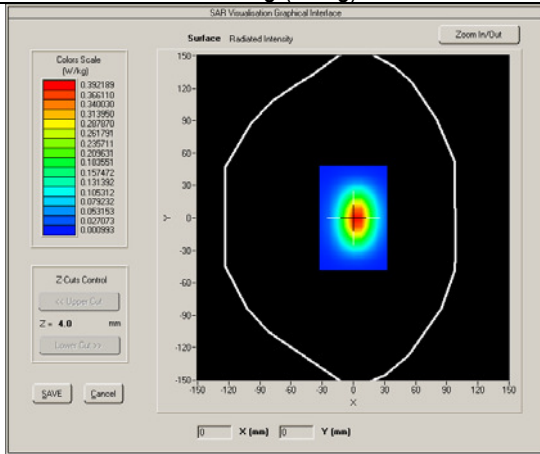 SAR Visualisation Graphical Interface
Surface Radiated Intensity
Zoom In/Out
Colors Scale
(W/kg)
0.392189
0.366110
0.340030
0.313950
0.287870
0.261791
0.235711
0.209631
0.183551
0.157472
0.131392
0.105312
0.079232
0.053153
0.027073
0.000993
Z-Cuts Control
<< Upper Cut
Z = 4.0 mm
Lower Cut >>
SAVE Cancel
150-
120-
90-
60-
30-
0-
-30-
-60-
-90-
-120-
-150-
Y
-150 -120 -90 -60 -30 0 30 60 90 120 150
X
0 X (mm) 0 Y (mm)